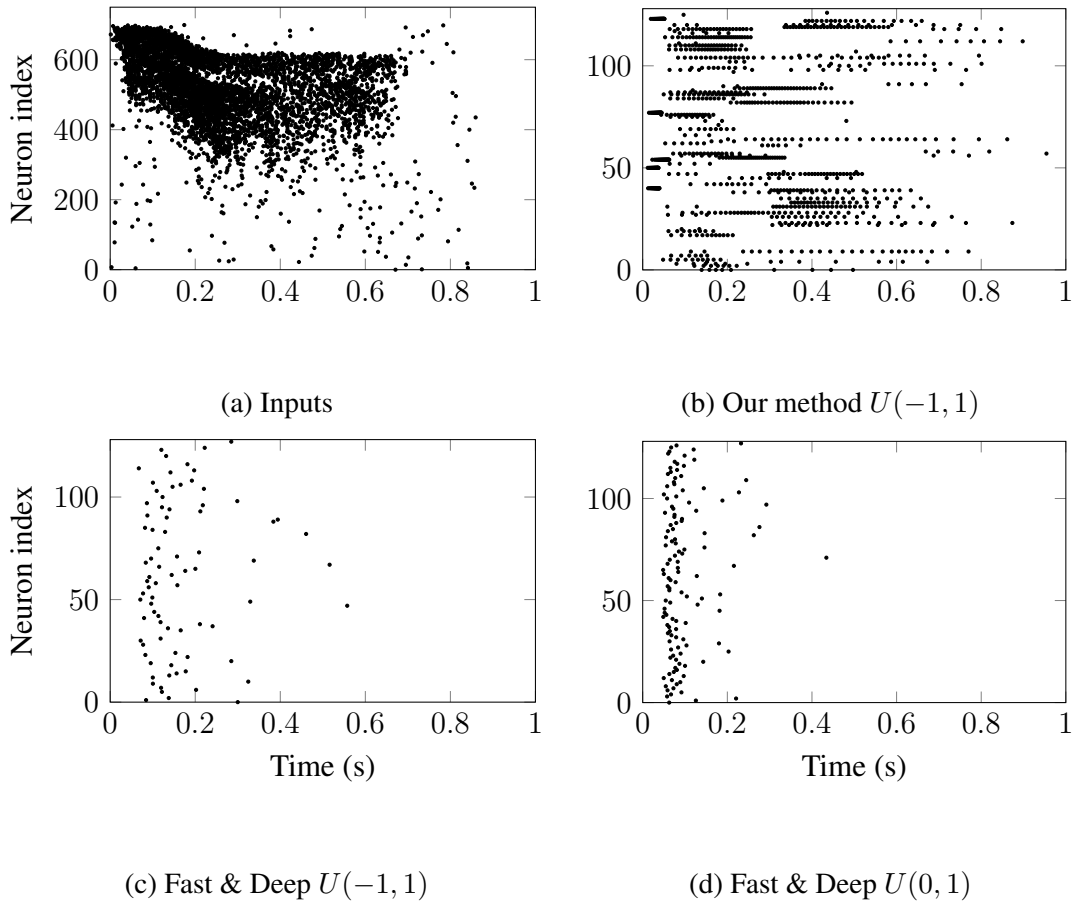 Neuron index
600
400
200
0
0 0.2 0.4 0.6 0.8 1
(a) Inputs
100
50
0
0 0.2 0.4 0.6 0.8 1
(b) Our method U(−1, 1)
Neuron index
100
50
0
0 0.2 0.4 0.6 0.8 1
Time (s)
(c) Fast & Deep U(−1, 1)
100
50
0
0 0.2 0.4 0.6 0.8 1
Time (s)
(d) Fast & Deep U(0, 1)